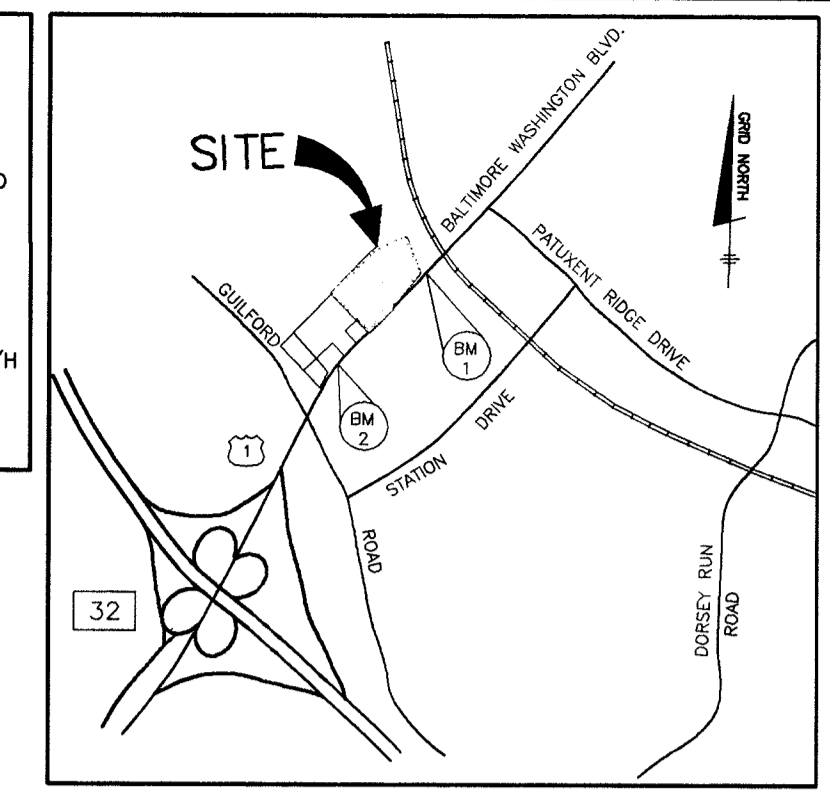 BALTIMORE WASHINGTON BLVD.
GRID NORTH
SITE
PATUXENT RIDGE DRIVE
GUILFORD
BM
1
BM
2
1
STATION DRIVE
ROAD
32
DORSEY RUN
ROAD